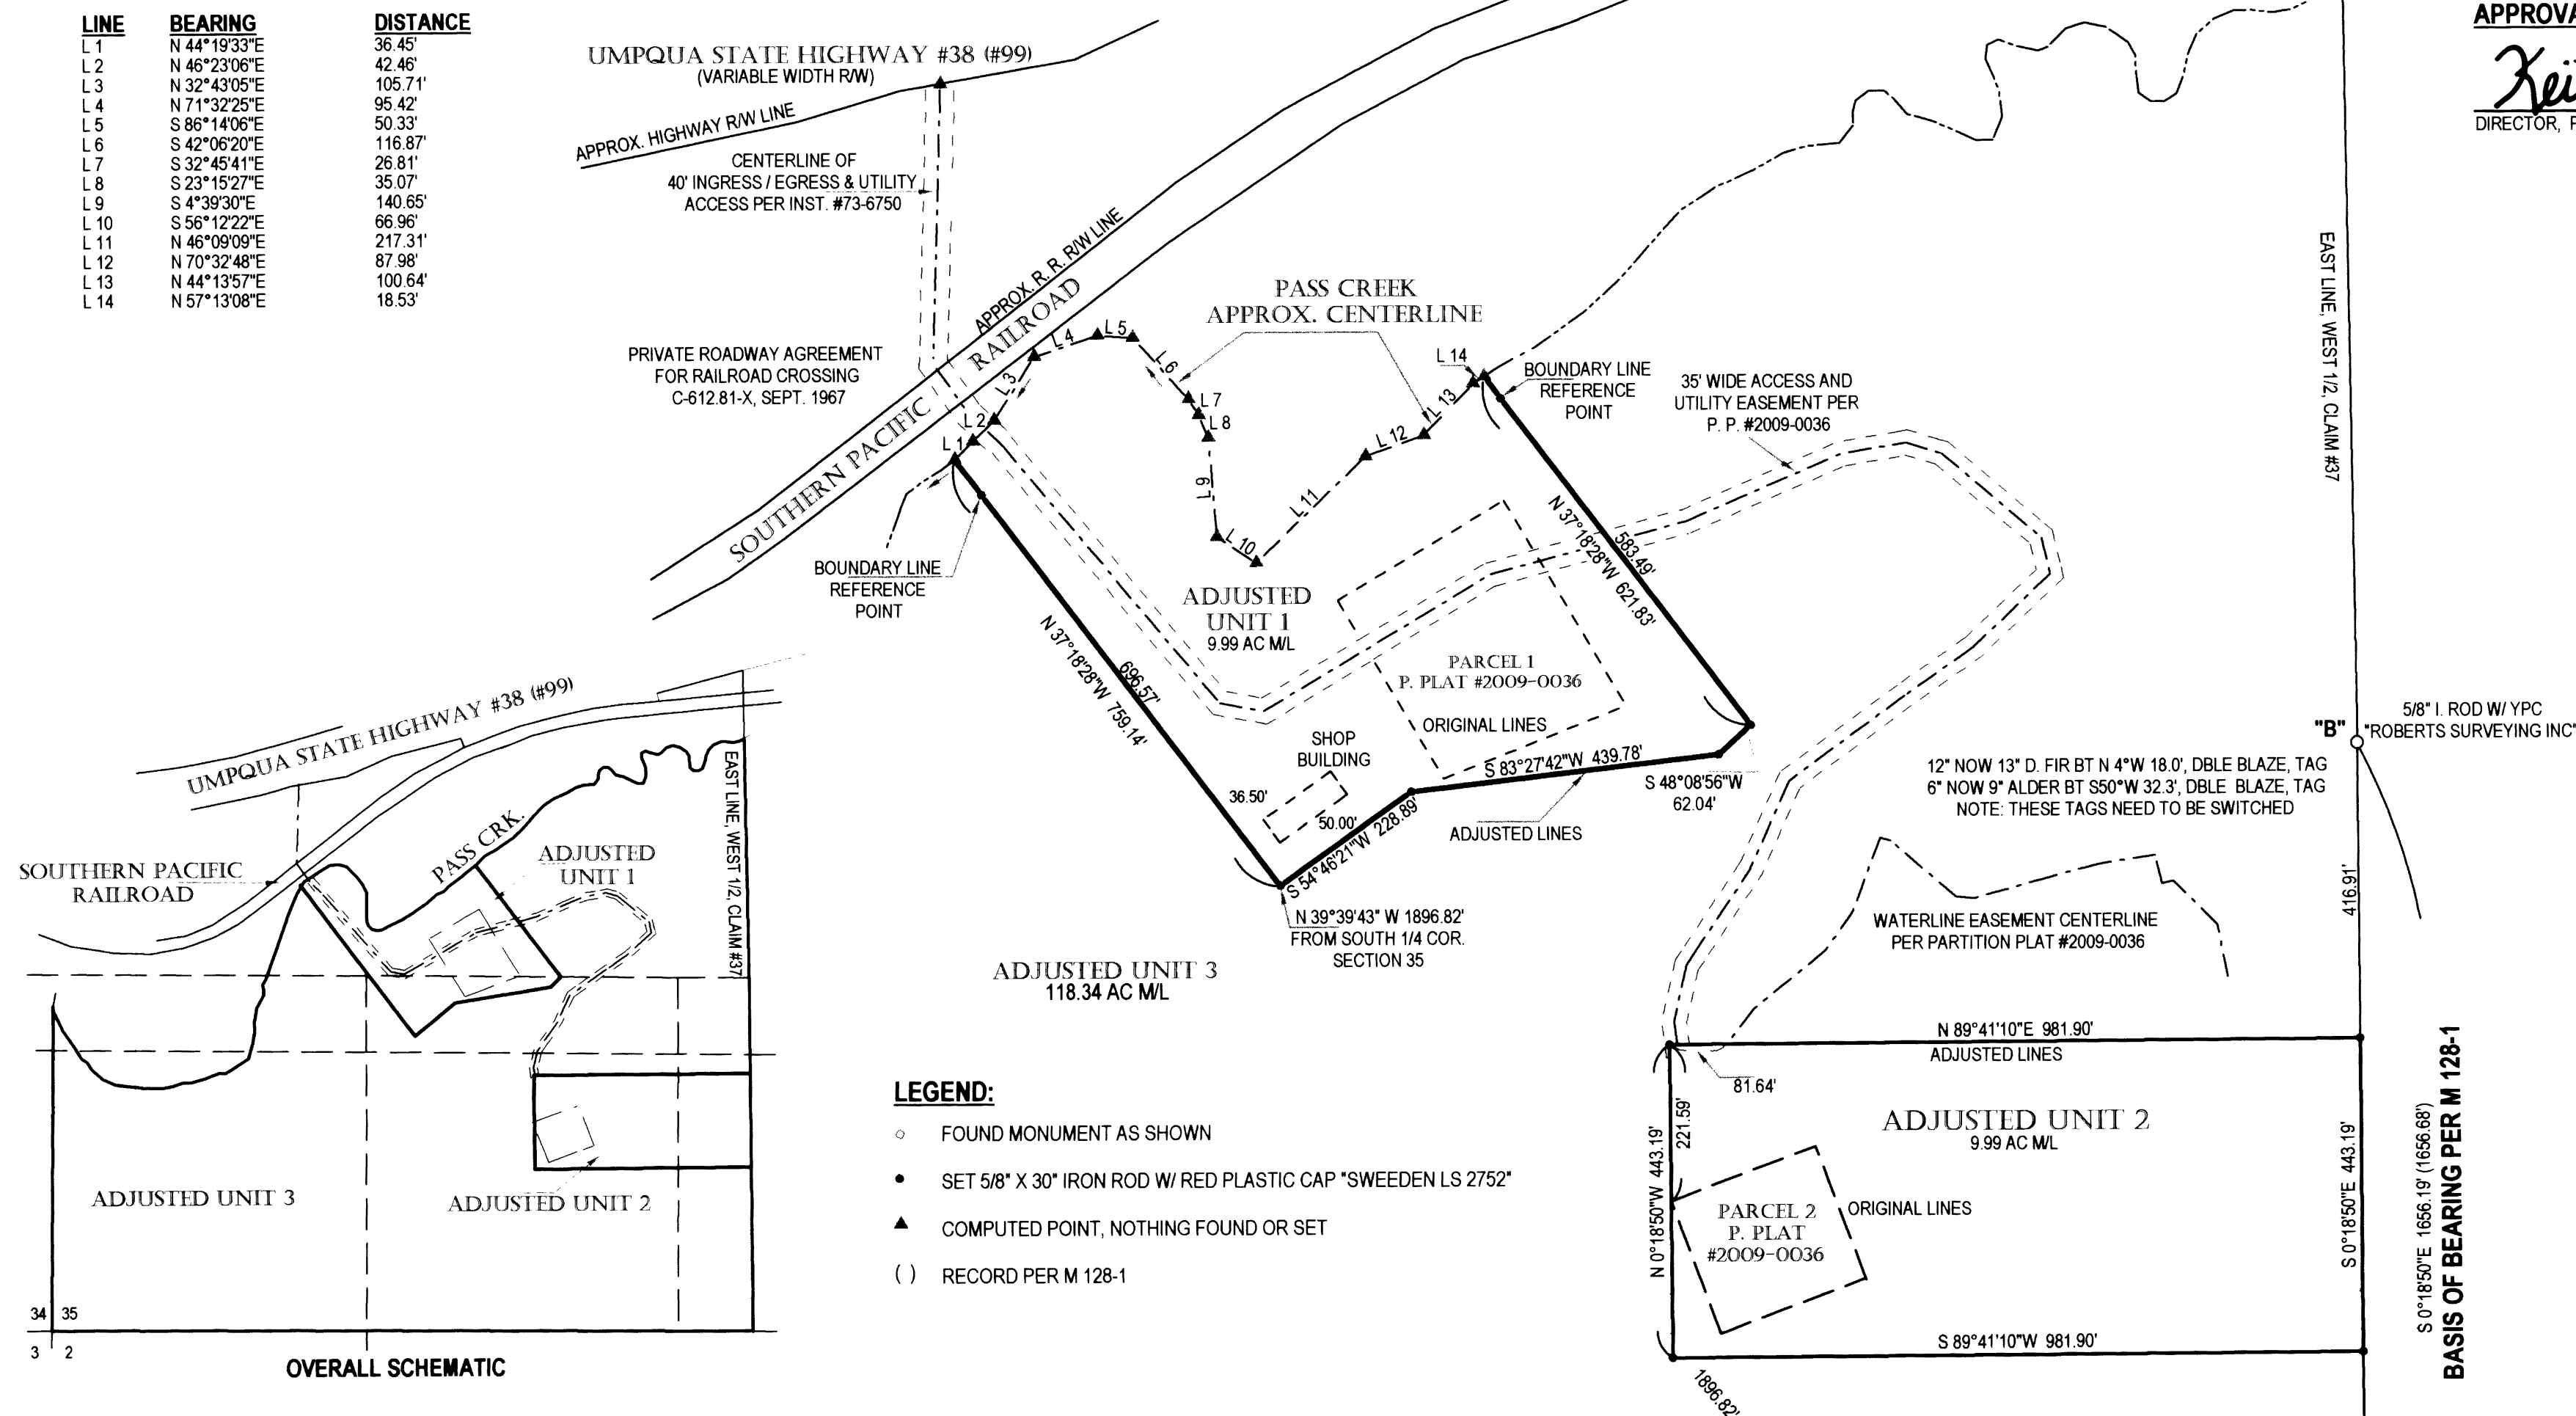 LINE BEARING DISTANCE
L 1 N 44°19'33"E 36.45'
L 2 N 46°23'06"E 42.46'
L 3 N 32°43'05"E 105.71'
L 4 N 71°32'25"E 95.42'
L 5 S 86°14'06"E 50.33'
L 6 S 42°06'20"E 116.87'
L 7 S 32°45'41"E 26.81'
L 8 S 23°15'27"E 35.07'
L 9 S 4°39'30"E 140.65'
L 10 S 56°12'22"E 66.96'
L 11 N 46°09'09"E 217.31'
L 12 N 70°32'48"E 87.98'
L 13 N 44°13'57"E 100.64'
L 14 N 57°13'08"E 18.53'
UMPQUA STATE HIGHWAY #38 (#99)
(VARIABLE WIDTH R/W)
APPROX. HIGHWAY R/W LINE
CENTERLINE OF
40' INGRESS / EGRESS & UTILITY
ACCESS PER INST. #73-6750
PRIVATE ROADWAY AGREEMENT
FOR RAILROAD CROSSING
C-612.81-X, SEPT. 1967
APPROX. R. R. R/W LINE
SOUTHERN PACIFIC RAILROAD
PASS CREEK
APPROX. CENTERLINE
L 1
L 2
L 3
L 4
L 5
L 6
L 7
L 8
L 9
L 10
L 11
L 12
L 13
L 14
BOUNDARY LINE
REFERENCE
POINT
BOUNDARY LINE
REFERENCE
POINT
35' WIDE ACCESS AND
UTILITY EASEMENT PER
P. P. #2009-0036
EAST LINE, WEST 1/2, CLAIM #37
APPROVA
Kei
DIRECTOR, P
N 37°18'28"W 621.83'
583.49'
ADJUSTED
UNIT 1
9.99 AC M/L
696.57'
N 37°18'28"W 759.14'
PARCEL 1
P. PLAT #2009-0036
ORIGINAL LINES
SHOP
BUILDING
36.50'
50.00'
S 83°27'42"W 439.78'
S 54°46'21"W 228.89'
ADJUSTED LINES
S 48°08'56"W
62.04'
N 39°39'43" W 1896.82'
FROM SOUTH 1/4 COR.
SECTION 35
ADJUSTED UNIT 3
118.34 AC M/L
"B"
5/8" I. ROD W/ YPC
"ROBERTS SURVEYING INC"
12" NOW 13" D. FIR BT N 4°W 18.0', DBLE BLAZE, TAG
6" NOW 9" ALDER BT S50°W 32.3', DBLE BLAZE, TAG
NOTE: THESE TAGS NEED TO BE SWITCHED
416.91'
WATERLINE EASEMENT CENTERLINE
PER PARTITION PLAT #2009-0036
N 89°41'10"E 981.90'
ADJUSTED LINES
81.64'
ADJUSTED UNIT 2
9.99 AC M/L
N 0°18'50"W 443.19'
221.59'
PARCEL 2
P. PLAT
#2009-0036
ORIGINAL LINES
S 0°18'50"E 443.19'
S 89°41'10"W 981.90'
1896.82'
S 0°18'50"E 1656.19' (1656.68')
BASIS OF BEARING PER M 128-1
LEGEND:
FOUND MONUMENT AS SHOWN
SET 5/8" X 30" IRON ROD W/ RED PLASTIC CAP "SWEEDEN LS 2752"
COMPUTED POINT, NOTHING FOUND OR SET
( ) RECORD PER M 128-1
UMPQUA STATE HIGHWAY #38 (#99)
SOUTHERN PACIFIC
RAILROAD
PASS CRK.
ADJUSTED
UNIT 1
EAST LINE, WEST 1/2, CLAIM #37
ADJUSTED UNIT 3
ADJUSTED UNIT 2
34 35
3 2
OVERALL SCHEMATIC